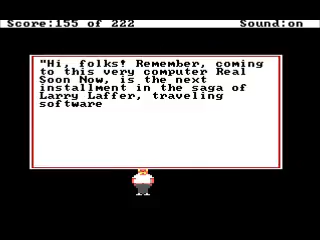 Score:155 of 222 Sound:on
"Hi, folks! Remember, coming
to this very computer Real
Soon Now, is the next
installment in the saga of
Larry Laffer, traveling
software